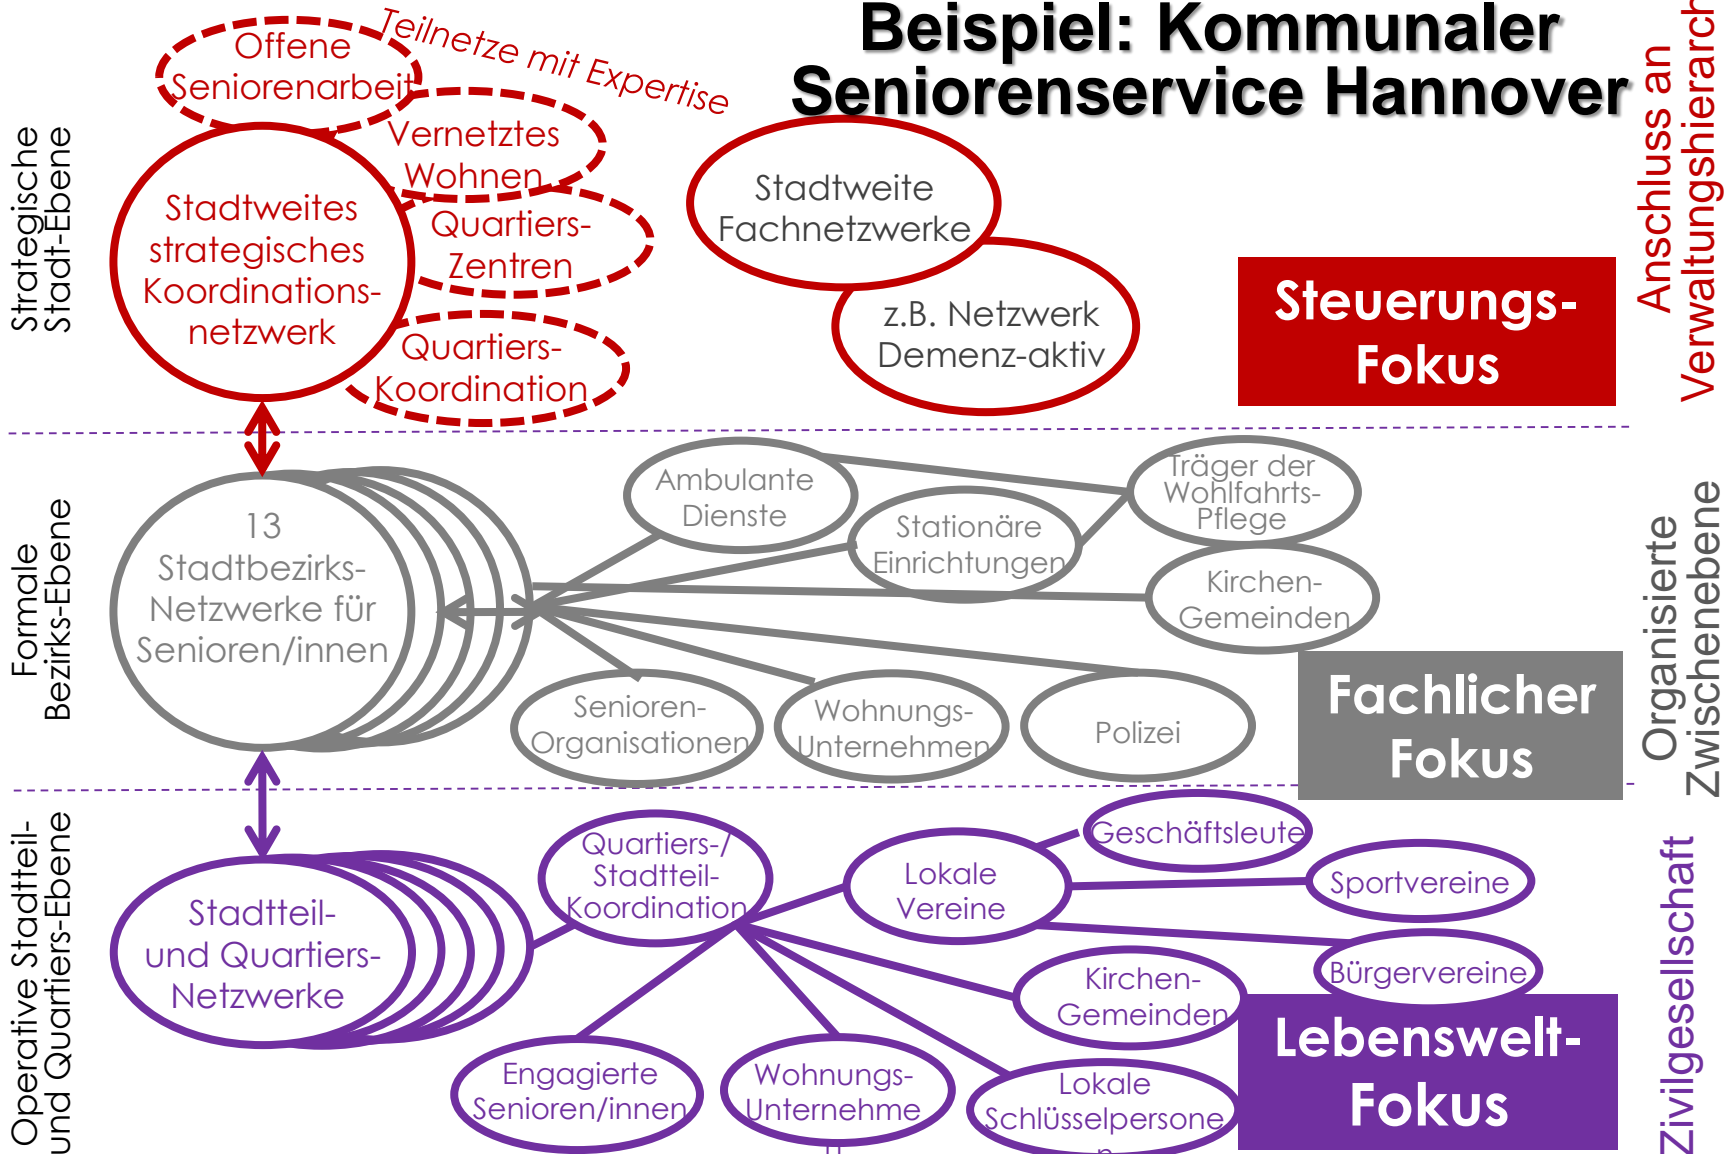 Beispiel: Kommunaler
Seniorenservice Hannover
Teilnetze mit Expertise
Offene
Seniorenarbeit
Vernetztes
Wohnen
Quartiers-
Zentren
Quartiers-
Koordination
Stadtweites
strategisches
Koordinations-
netzwerk
Stadtweite
Fachnetzwerke
z.B. Netzwerk
Demenz-aktiv
Steuerungs-
Fokus
Strategische
Stadt-Ebene
Anschluss an
Verwaltungshierarch
13
Stadtbezirks-
Netzwerke für
Senioren/innen
Ambulante
Dienste
Stationäre
Einrichtungen
Träger der
Wohlfahrts-
Pflege
Kirchen-
Gemeinden
Senioren-
Organisationen
Wohnungs-
Unternehmen
Polizei
Fachlicher
Fokus
Formale
Bezirks-Ebene
Organisierte
Zwischenebene
Stadtteil-
und Quartiers-
Netzwerke
Quartiers-/
Stadtteil-
Koordination
Lokale
Vereine
Geschäftsleute
Sportvereine
Bürgervereine
Kirchen-
Gemeinden
Engagierte
Senioren/innen
Wohnungs-
Unternehme
n
Lokale
Schlüsselpersone
n
Lebenswelt-
Fokus
Operative Stadtteil-
und Quartiers-Ebene
Zivilgesellschaft